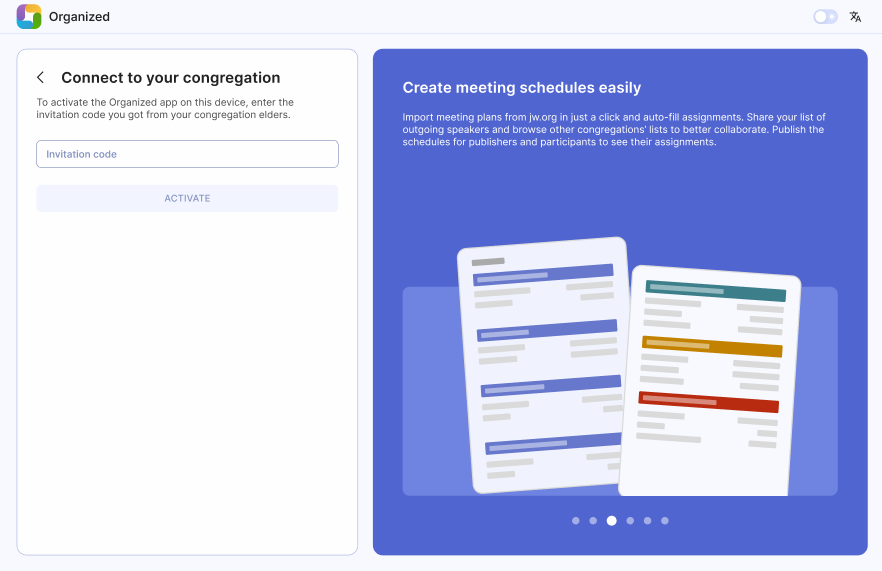 Organized
Connect to your congregation
To activate the Organized app on this device, enter the
invitation code you got from your congregation elders.
Invitation code
ACTIVATE
Create meeting schedules easily
Import meeting plans from jw.org in just a click and auto-fill assignments. Share your list of
outgoing speakers and browse other congregations' lists to better collaborate. Publish the
schedules for publishers and participants to see their assignments.